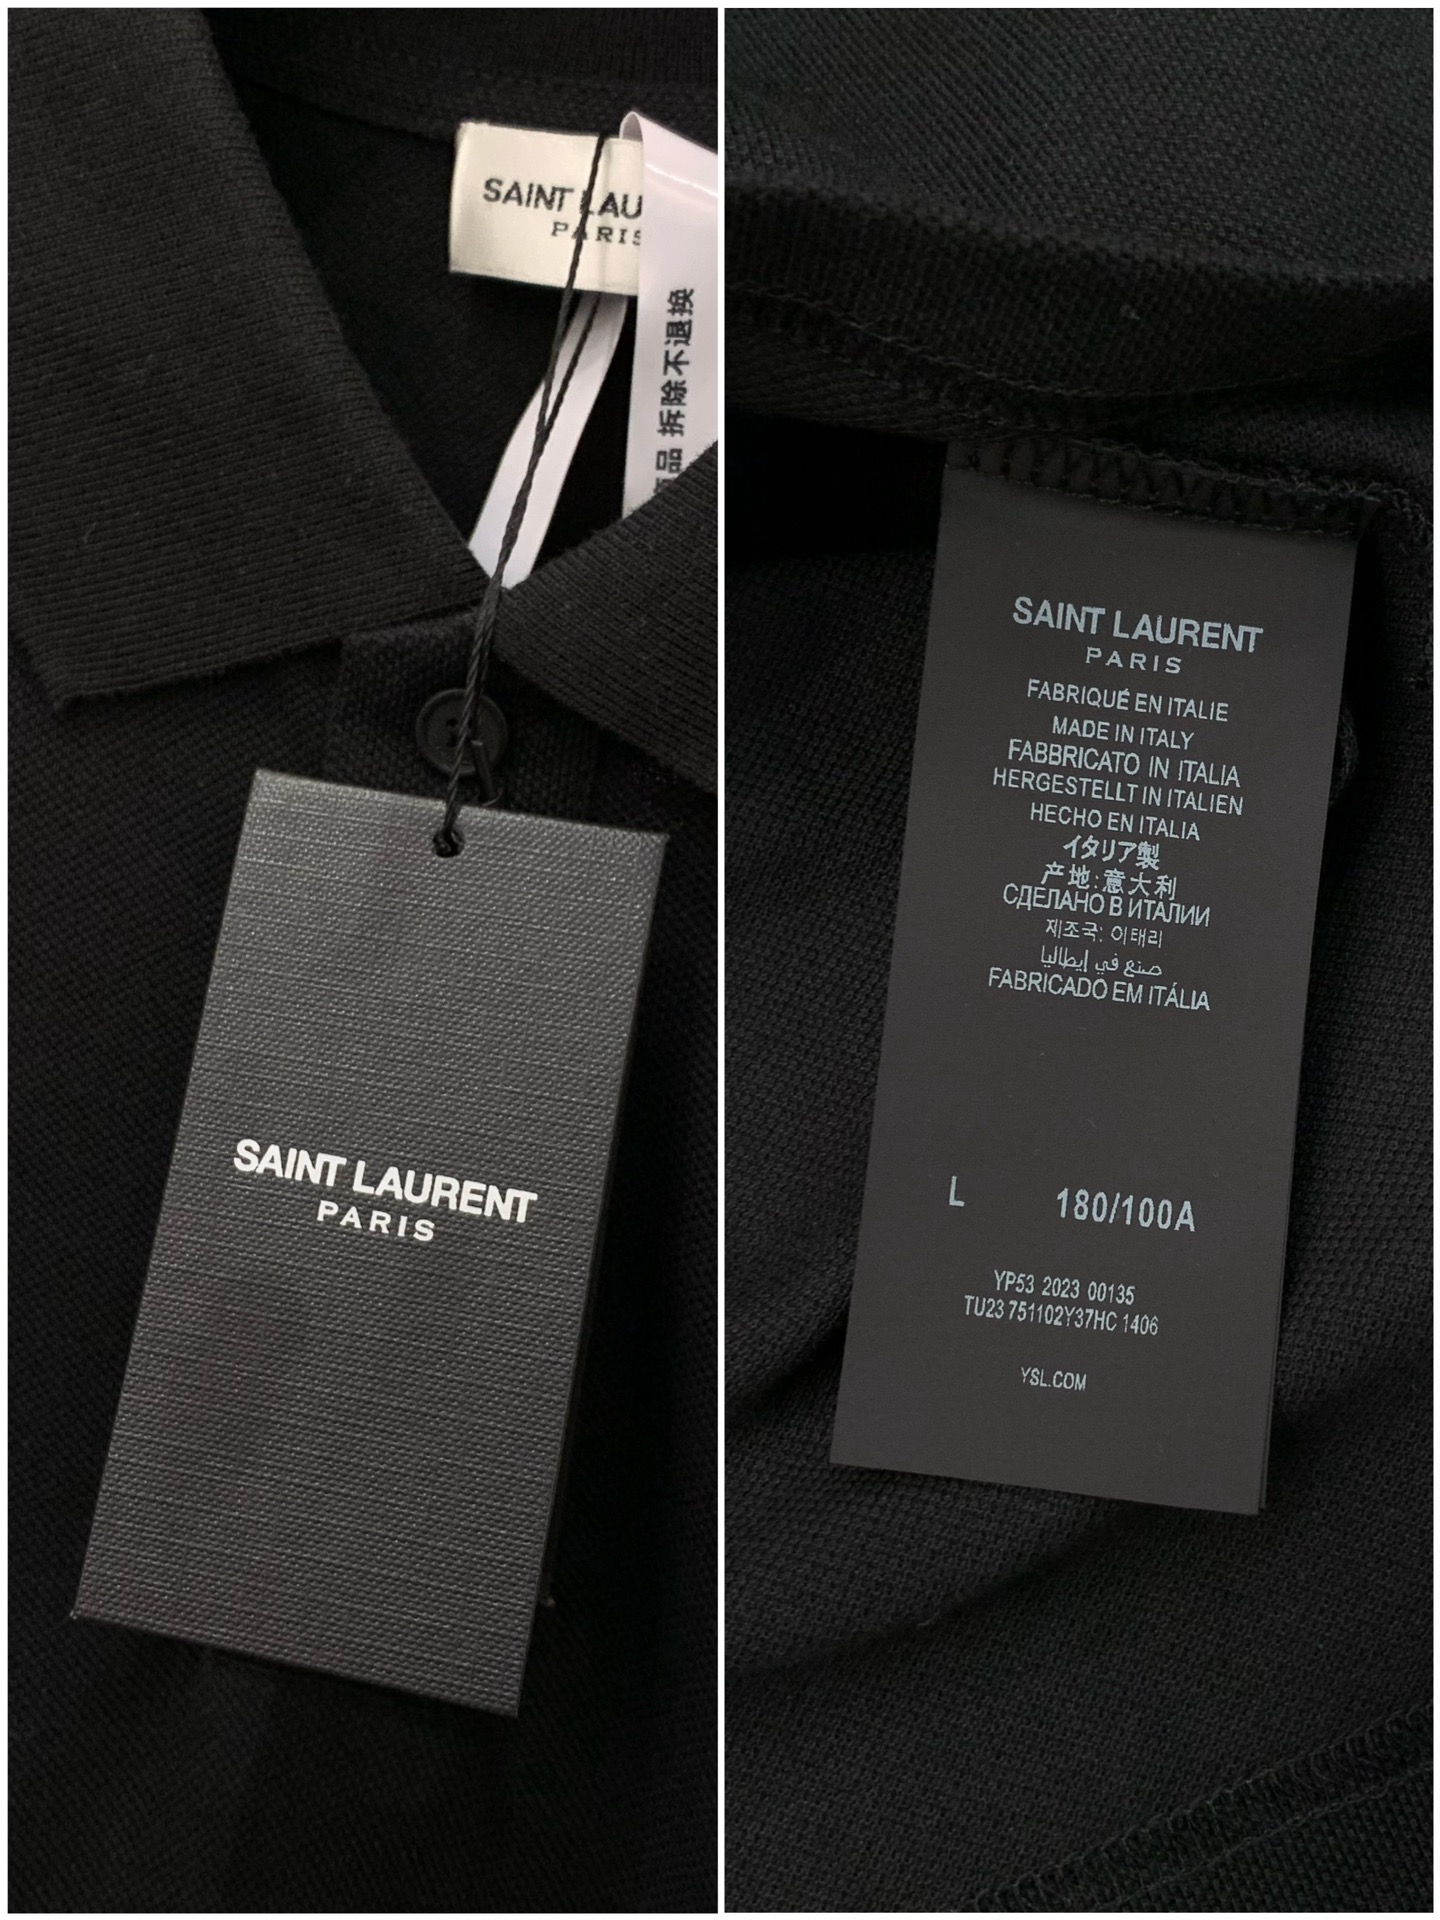 SAINT LAU
PARIS
品 拆除不退换
SAINT LAURENT
PARIS
SAINT LAURENT
PARIS
FABRIQUÉ EN ITALIE
MADE IN ITALY
FABBRICATO IN ITALIA
HERGESTELLT IN ITALIEN
HECHO EN ITALIA
イタリア製
产地:意大利
СДЕЛАНО В ИТАЛИИ
제조국: 이태리
صنع في إيطاليا
FABRICADO EM ITÁLIA
L 180/100A
YP53 2023 00135
TU23 751102Y37HC 1406
YSL.COM